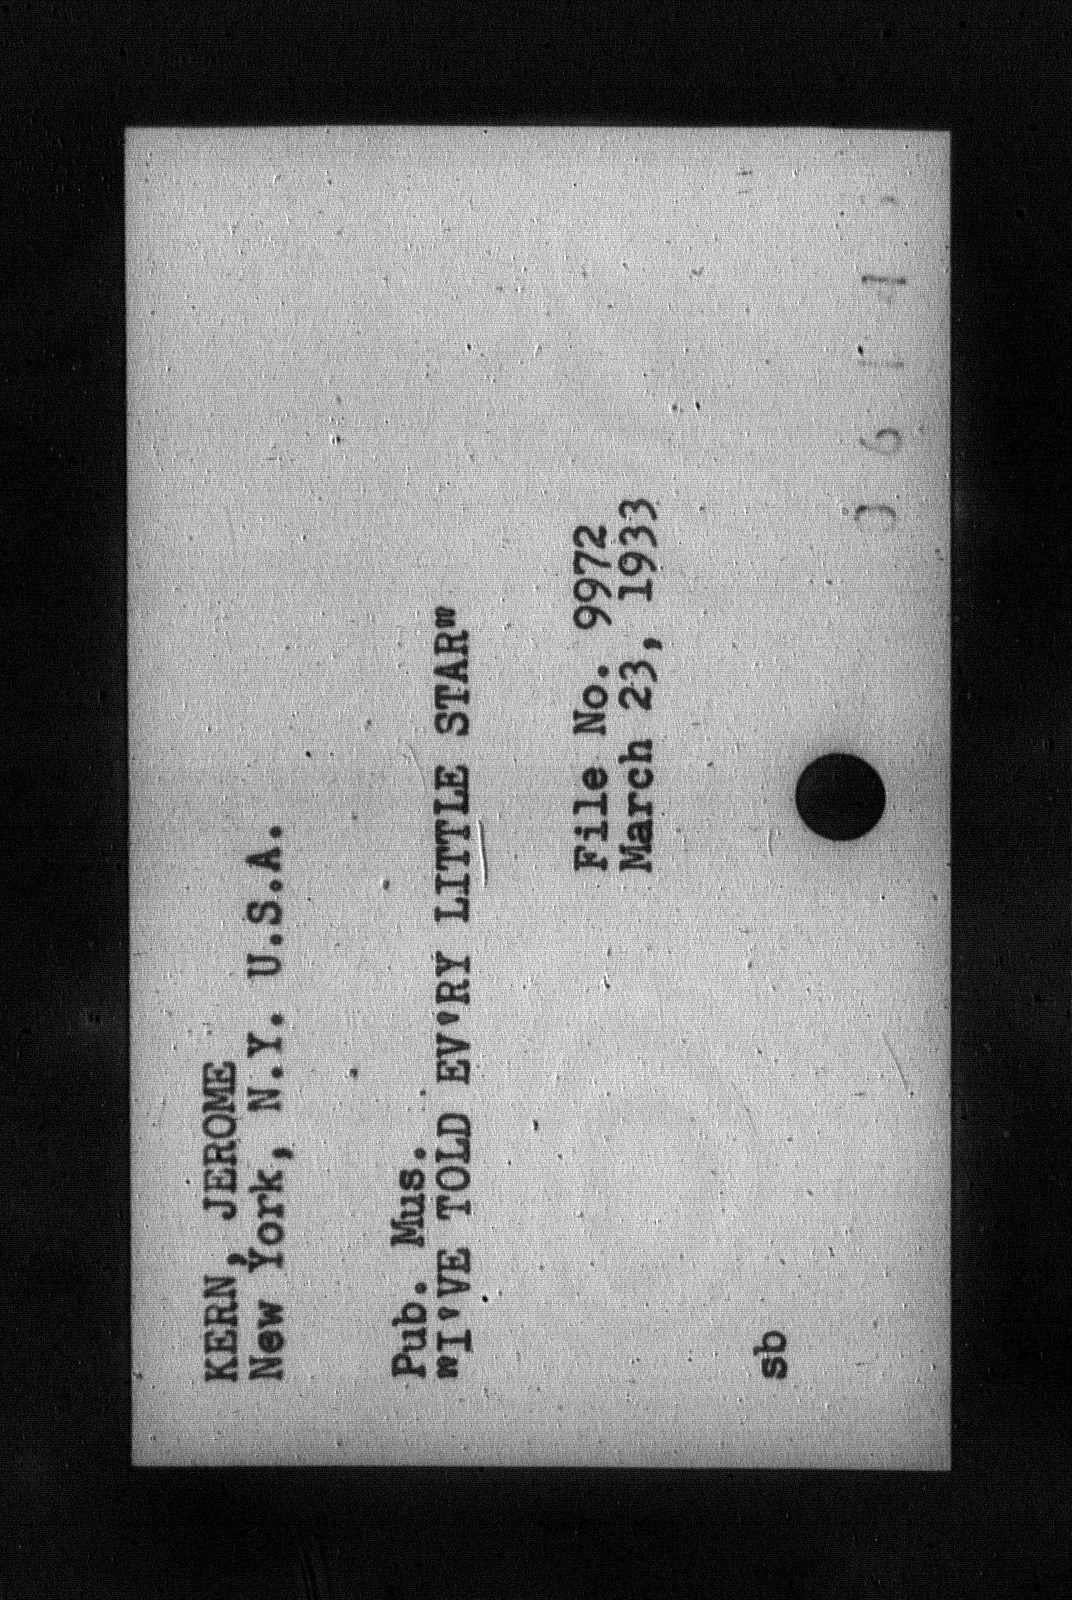 KERN, JEROME
New York, N.Y. U.S.A.
Pub. Mus.
"I'VE TOLD EV'RY LITTLE STAR"
File No. 9972
March 23, 1933
sb